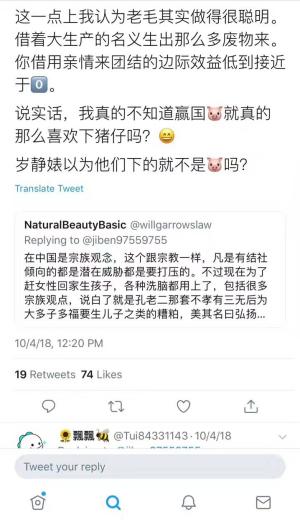 这一点上我认为老毛其实做得很聪明。
借着大生产的名义生出那么多废物来。
你借用亲情来团结的边际效益低到接近
于0️⃣。
说实话，我真的不知道赢国🐷就真的
那么喜欢下猪仔吗？😄
岁静婊以为他们下的就不是🐷吗？
Translate Tweet
NaturalBeautyBasic @willgarrowslaw
Replying to @jiben97559755
在中国是宗族观念，这个跟宗教一样，凡是有结社
倾向的都是潜在威胁都是要打压的。不过现在为了
赶女性回家生孩子，各种洗脑都用上了，包括很多
宗族观点，说白了就是孔老二那套不孝有三无后为
大多子多福要生儿子之类的糟粕，美其名曰弘扬...
10/4/18, 12:20 PM
19 Retweets 74 Likes
🌻飄飄🐝 @Tui84331143 · 10/4/18
Tweet your reply